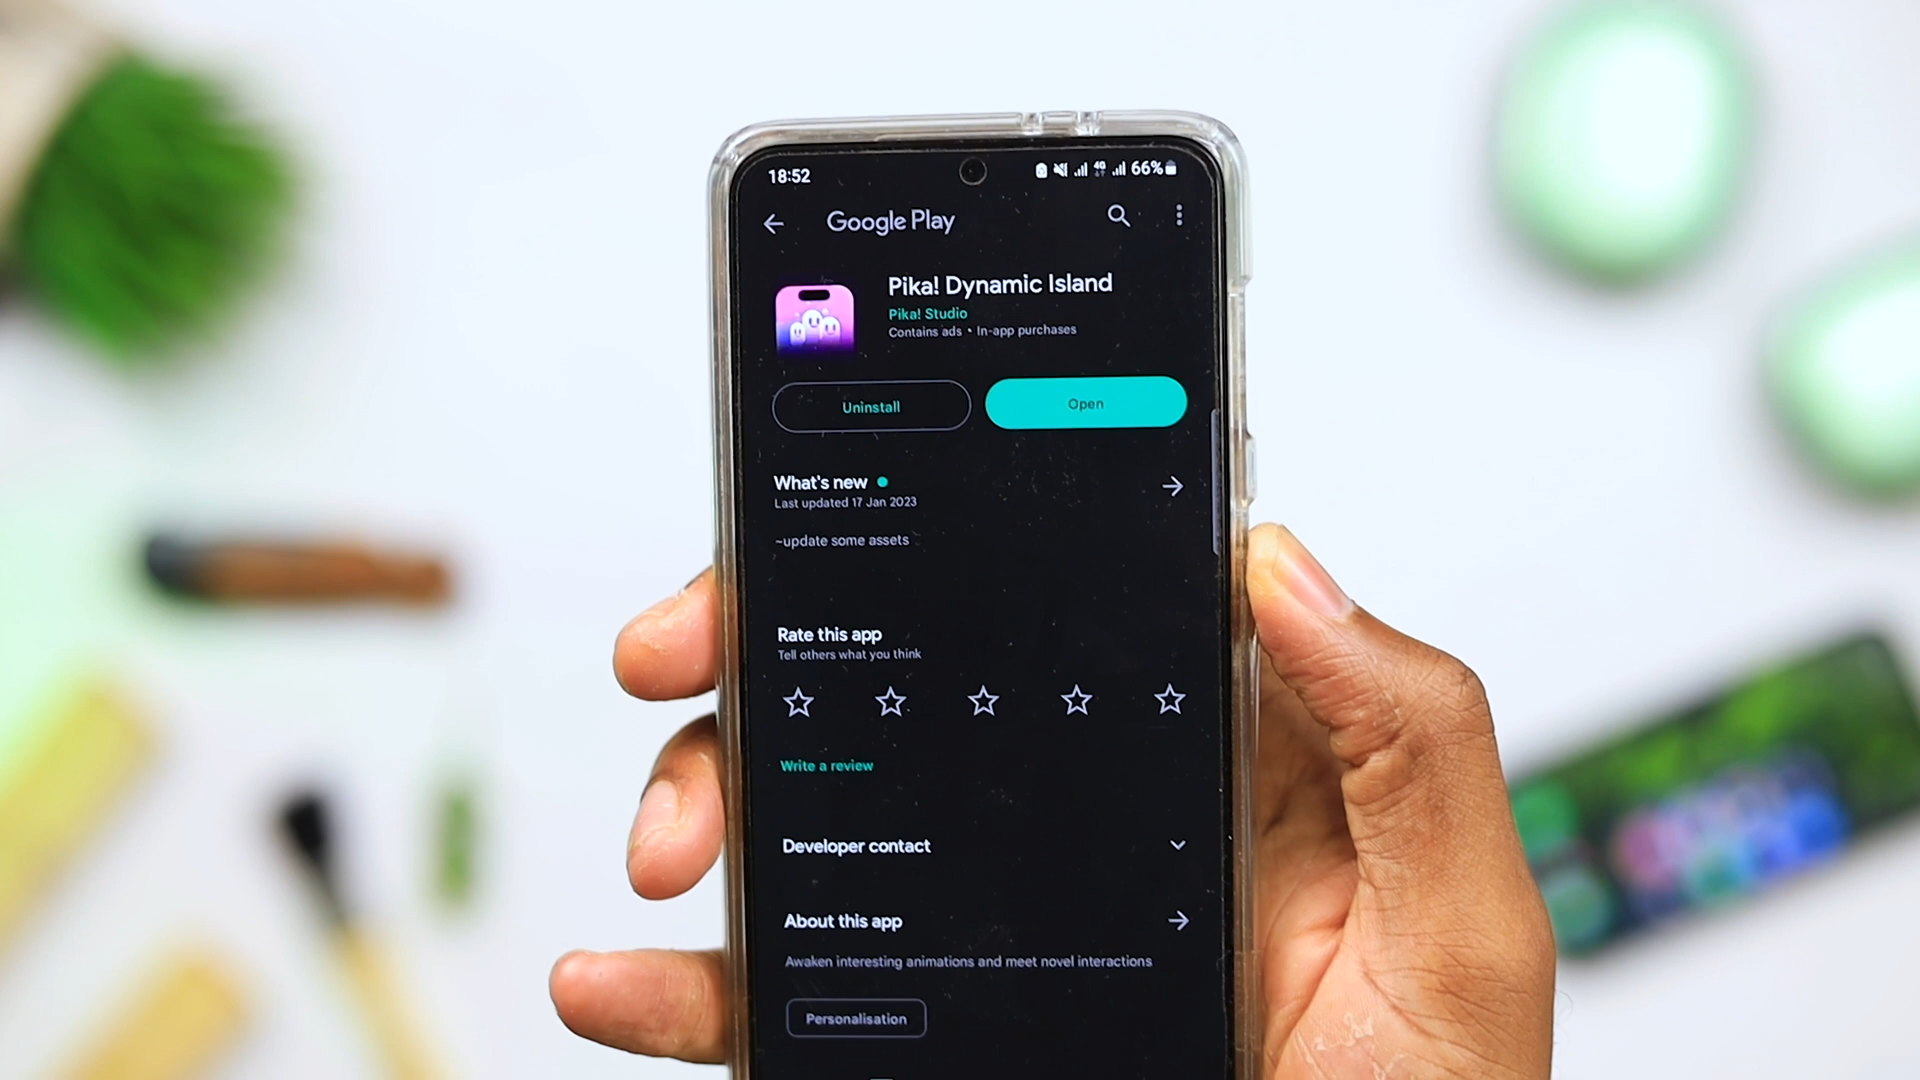 18:52
4G
66%
Google Play
Pika! Dynamic Island
Pika! Studio
Contains ads • In-app purchases
Uninstall
Open
What's new
Last updated 17 Jan 2023
~update some assets
Rate this app
Tell others what you think
Write a review
Developer contact
About this app
Awaken interesting animations and meet novel interactions
Personalisation